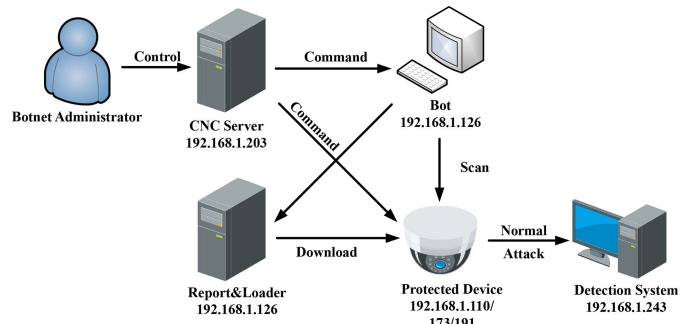 Control
Command
Botnet Administrator
Bot
192.168.1.126
CNC Server
192.168.1.203
Command
Scan
Normal
Download
Attack
Report&Loader
192.168.1.126
Protected Device
192.168.1.110/
173/191
Detection System
192.168.1.243